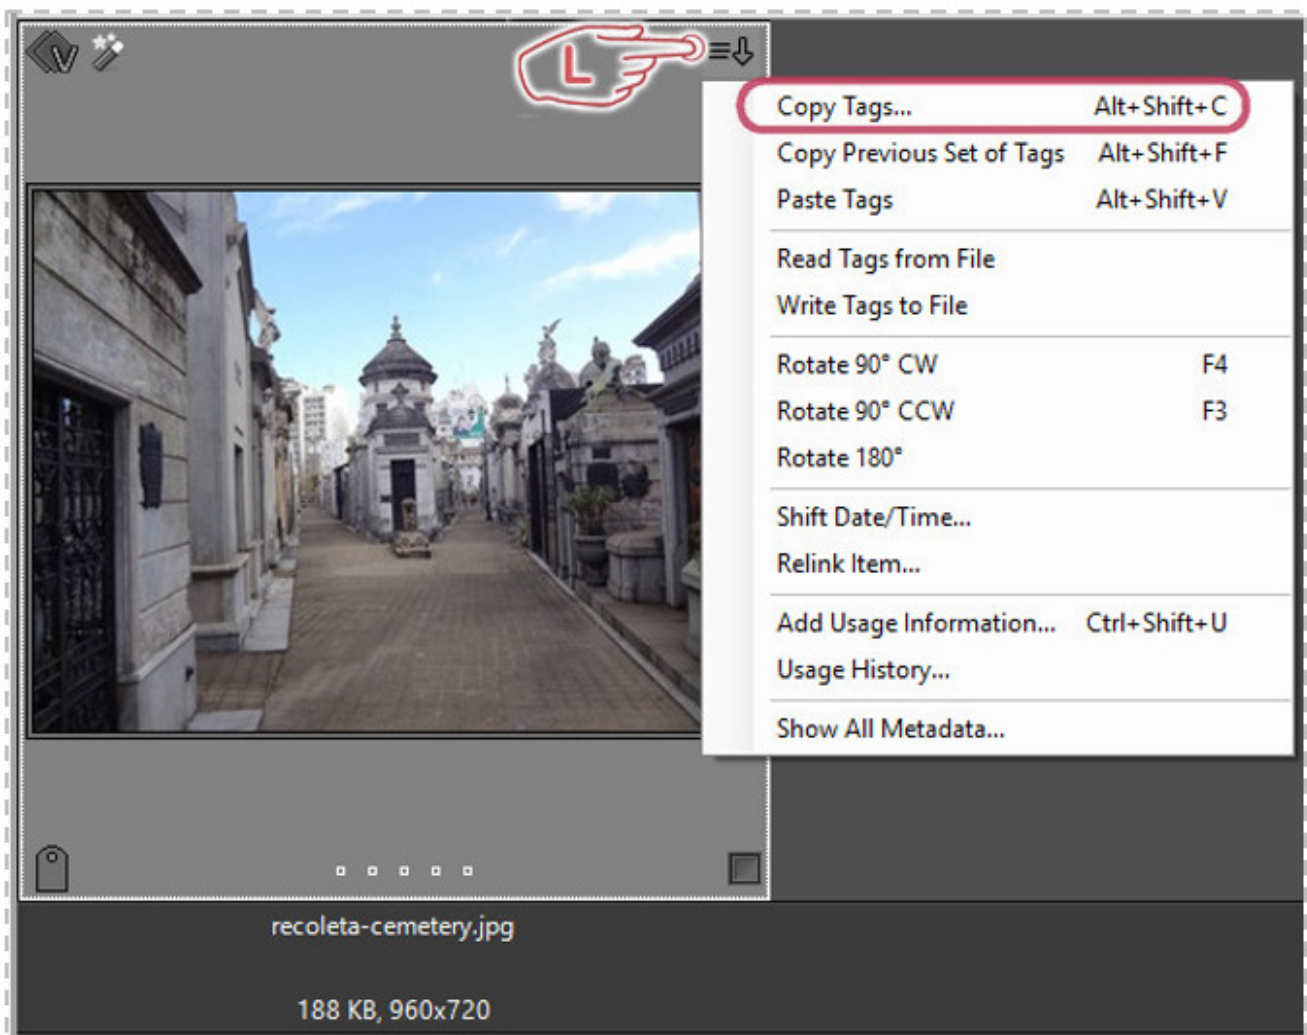 V
L
Copy Tags... Alt+Shift+C
Copy Previous Set of Tags Alt+Shift+F
Paste Tags Alt+Shift+V
Read Tags from File
Write Tags to File
Rotate 90° CW F4
Rotate 90° CCW F3
Rotate 180°
Shift Date/Time...
Relink Item...
Add Usage Information... Ctrl+Shift+U
Usage History...
Show All Metadata...
recoleta-cemetery.jpg
188 KB, 960x720